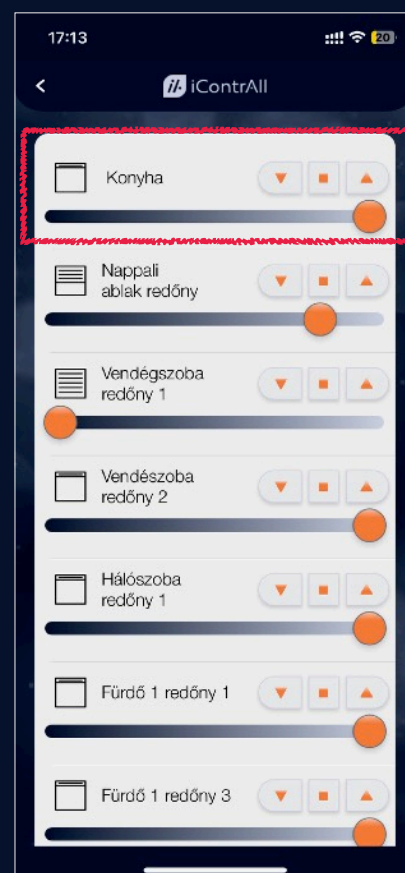 17:13
20
iContrAll
Konyha
Nappali
ablak redőny
Vendégszoba
redőny 1
Vendészoba
redőny 2
Hálószoba
redőny 1
Fürdő 1 redőny 1
Fürdő 1 redőny 3